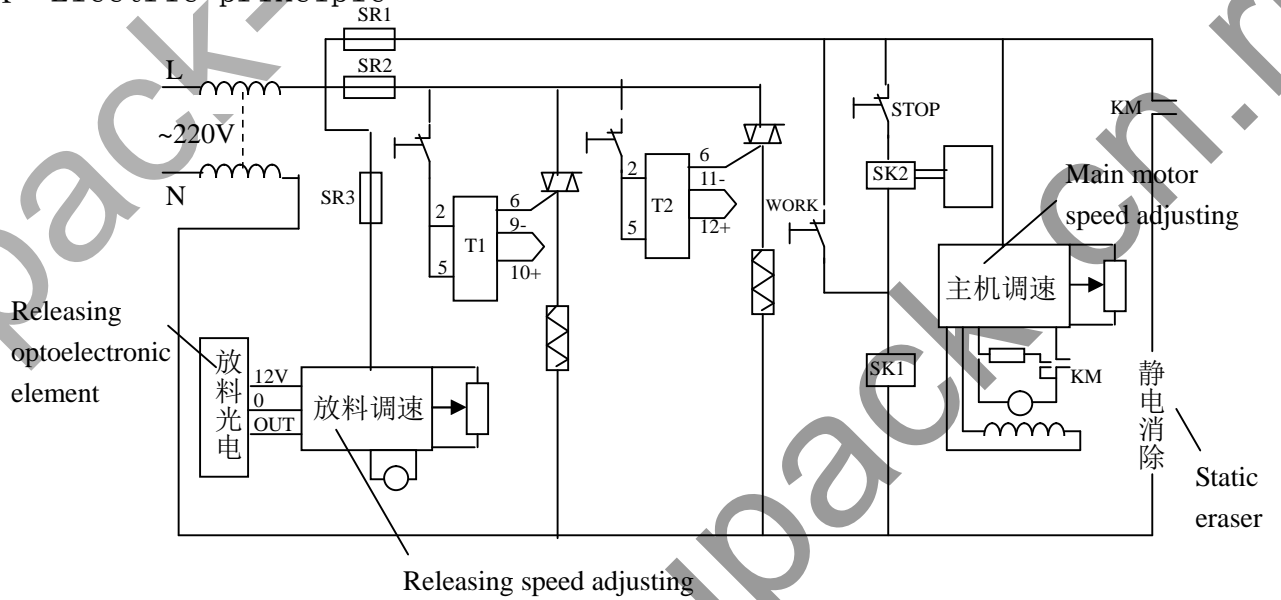 SR1
L
SR2
~220V
N
SR3
STOP
KM
SK2
WORK
Main motor
speed adjusting
2
5
T1
6
9-
10+
2
5
T2
6
11-
12+
主机调速
Releasing
optoelectronic
element
放料光电
12V
0
OUT
放料调速
SK1
KM
静电消除
Static
eraser
Releasing speed adjusting